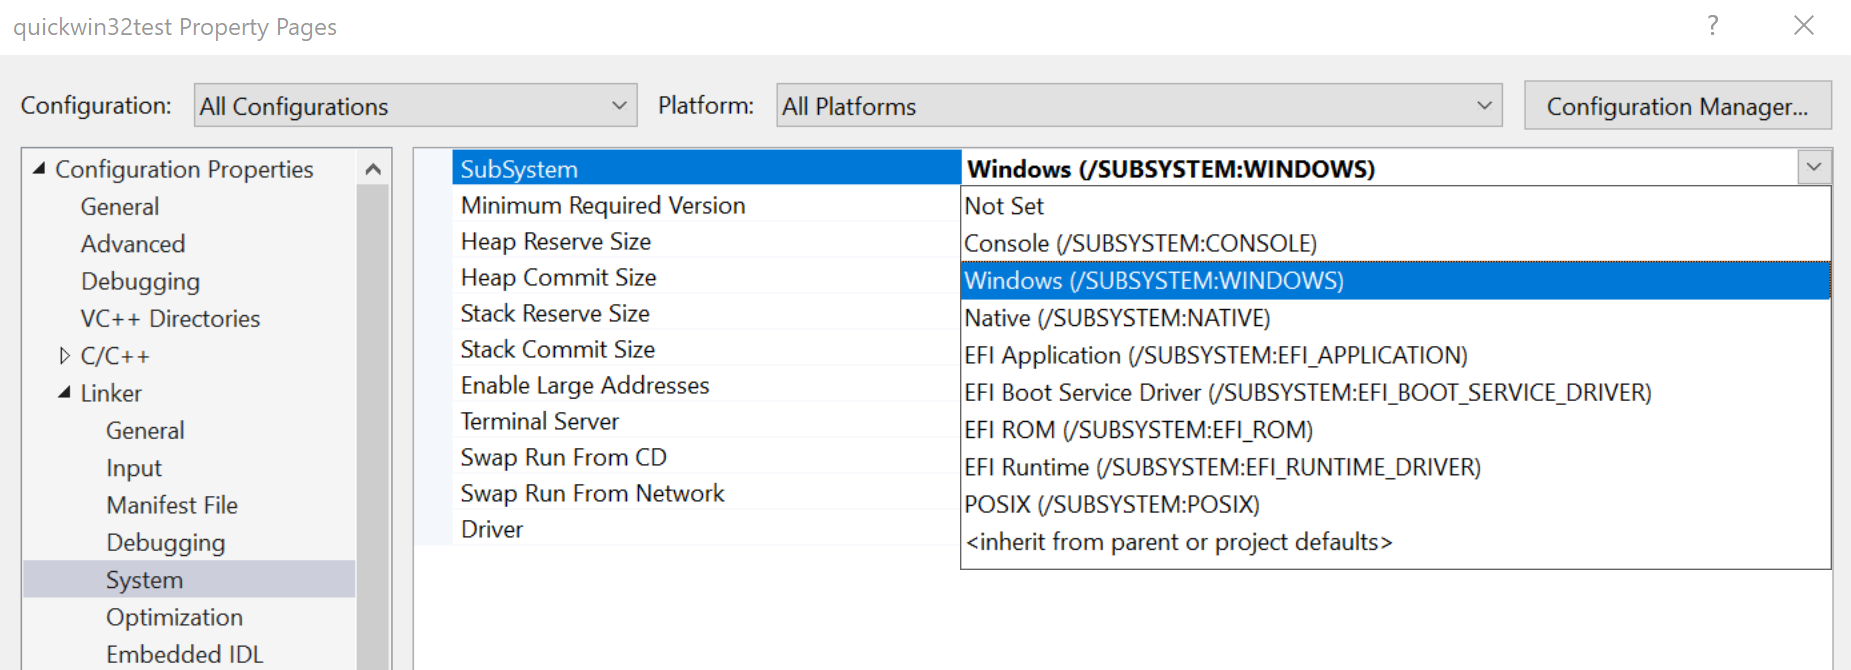 quickwin32test Property Pages
?
Configuration: All Configurations Platform: All Platforms Configuration Manager...
Configuration Properties
General
Advanced
Debugging
VC++ Directories
C/C++
Linker
General
Input
Manifest File
Debugging
System
Optimization
Embedded IDL
SubSystem
Minimum Required Version
Heap Reserve Size
Heap Commit Size
Stack Reserve Size
Stack Commit Size
Enable Large Addresses
Terminal Server
Swap Run From CD
Swap Run From Network
Driver
Windows (/SUBSYSTEM:WINDOWS)
Not Set
Console (/SUBSYSTEM:CONSOLE)
Windows (/SUBSYSTEM:WINDOWS)
Native (/SUBSYSTEM:NATIVE)
EFI Application (/SUBSYSTEM:EFI_APPLICATION)
EFI Boot Service Driver (/SUBSYSTEM:EFI_BOOT_SERVICE_DRIVER)
EFI ROM (/SUBSYSTEM:EFI_ROM)
EFI Runtime (/SUBSYSTEM:EFI_RUNTIME_DRIVER)
POSIX (/SUBSYSTEM:POSIX)
<inherit from parent or project defaults>